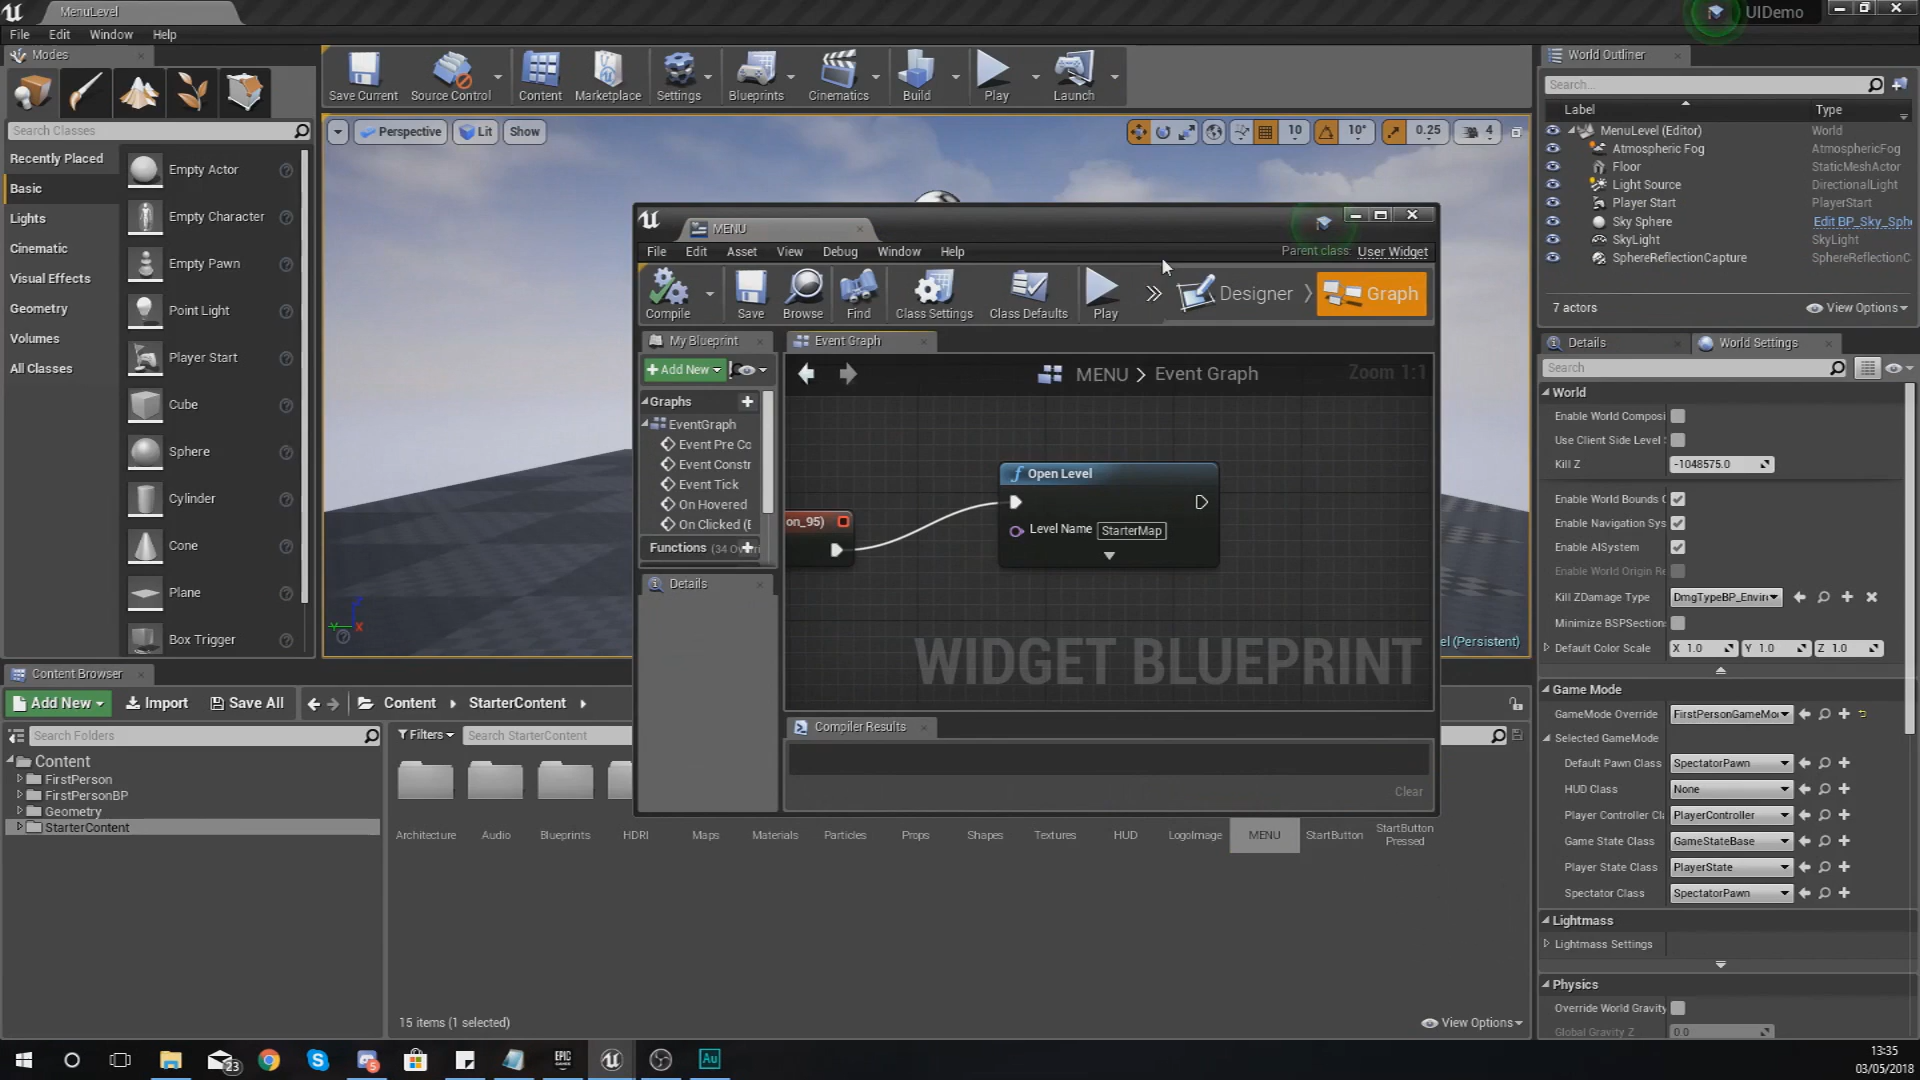 MenuLevel
UIDemo
File Edit Window Help
Modes
World Outliner
Save Current Source Control Content Marketplace Settings Blueprints Cinematics Build Play Launch
Search Classes
Perspective Lit Show
10 10° 0.25 4
Search...
Label Type
MenuLevel (Editor) World
Atmospheric Fog AtmosphericFog
Floor StaticMeshActor
Light Source DirectionalLight
Player Start PlayerStart
Sky Sphere Edit BP_Sky_Sph
SkyLight SkyLight
SphereReflectionCapture SphereReflectionC
7 actors View Options
Recently Placed
Basic
Lights
Cinematic
Visual Effects
Geometry
Volumes
All Classes
Empty Actor
Empty Character
Empty Pawn
Point Light
Player Start
Cube
Sphere
Cylinder
Cone
Plane
Box Trigger
MENU
File Edit Asset View Debug Window Help
Parent class: User Widget
Compile Save Browse Find Class Settings Class Defaults Play Designer Graph
My Blueprint
Event Graph
Add New
MENU > Event Graph
Zoom 1:1
Graphs
EventGraph
Event Pre Co
Event Constr
Event Tick
On Hovered
On Clicked (E
Functions (34 Overri
Details
on_95)
Open Level
Level Name StarterMap
WIDGET BLUEPRINT
Compiler Results
Clear
el (Persistent)
Details World Settings
Search
World
Enable World Composi
Use Client Side Level
Kill Z -1048575.0
Enable World Bounds C
Enable Navigation Sys
Enable AISystem
Enable World Origin Re
Kill ZDamage Type DmgTypeBP_Envir
Minimize BSPSection
Default Color Scale X 1.0 Y 1.0 Z 1.0
Game Mode
GameMode Override FirstPersonGameMo
Selected GameMode
Default Pawn Class SpectatorPawn
HUD Class None
Player Controller Cl PlayerController
Game State Class GameStateBase
Player State Class PlayerState
Spectator Class SpectatorPawn
Lightmass
Lightmass Settings
Physics
Override World Gravity
Global Gravity Z 0.0
Content Browser
Add New Import Save All Content StarterContent
Search Folders
Filters Search StarterContent
Content
FirstPerson
FirstPersonBP
Geometry
StarterContent
Architecture Audio Blueprints HDRI Maps Materials Particles Props Shapes Textures HUD LogoImage MENU StartButton StartButton
Pressed
15 items (1 selected) View Options
23
S
EPIC
GAMES
Au
13:35
03/05/2018